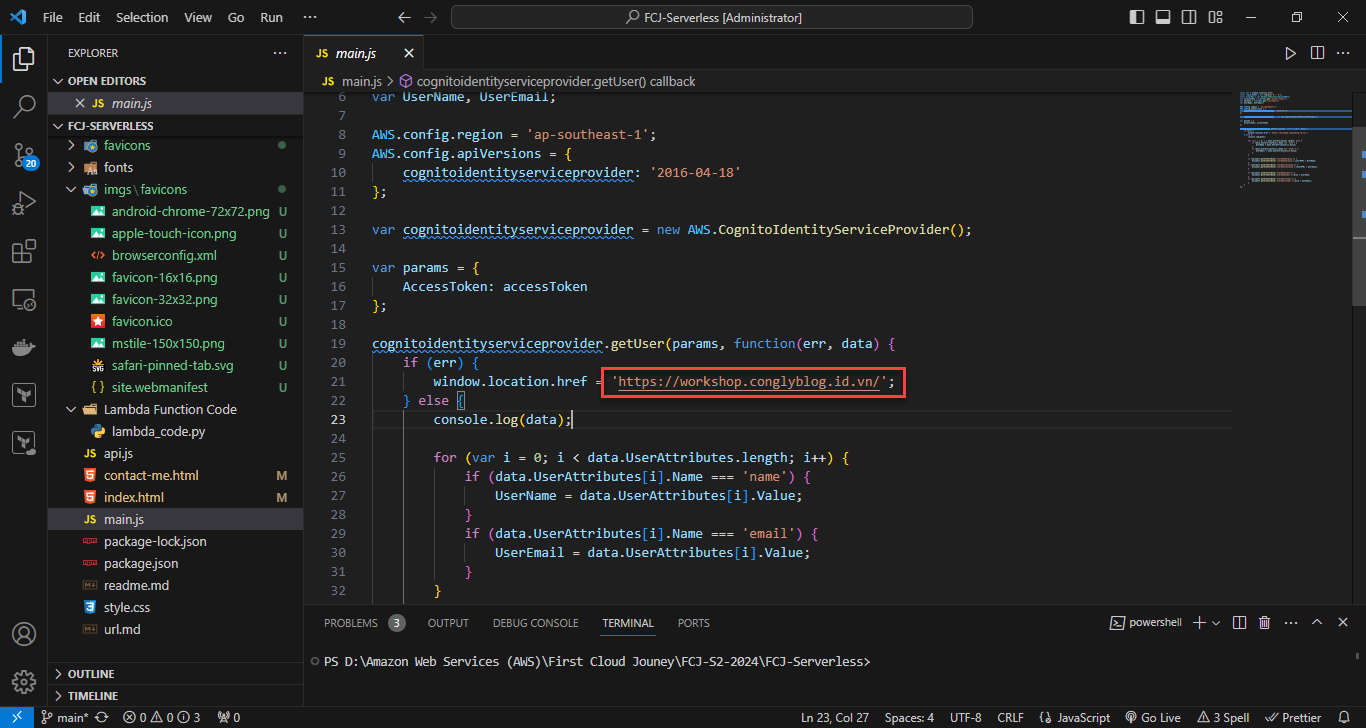 File Edit Selection View Go Run ··· FCJ-Serverless [Administrator]
EXPLORER ···
OPEN EDITORS
JS main.js
FCJ-SERVERLESS
favicons
fonts
imgs\favicons
android-chrome-72x72.png U
apple-touch-icon.png U
browserconfig.xml U
favicon-16x16.png U
favicon-32x32.png U
favicon.ico U
mstile-150x150.png U
safari-pinned-tab.svg U
{ } site.webmanifest U
Lambda Function Code
lambda_code.py
JS api.js
contact-me.html M
index.html M
JS main.js
package-lock.json
package.json
readme.md
style.css
url.md
OUTLINE
TIMELINE
20
JS main.js
JS main.js > cognitoidentityserviceprovider.getUser() callback
6 var UserName, UserEmail;
7
8 AWS.config.region = 'ap-southeast-1';
9 AWS.config.apiVersions = {
10 cognitoidentityserviceprovider: '2016-04-18'
11 };
12
13 var cognitoidentityserviceprovider = new AWS.CognitoIdentityServiceProvider();
14
15 var params = {
16 AccessToken: accessToken
17 };
18
19 cognitoidentityserviceprovider.getUser(params, function(err, data) {
20 if (err) {
21 window.location.href = 'https://workshop.conglyblog.id.vn/';
22 } else {
23 console.log(data);
24
25 for (var i = 0; i < data.UserAttributes.length; i++) {
26 if (data.UserAttributes[i].Name === 'name') {
27 UserName = data.UserAttributes[i].Value;
28 }
29 if (data.UserAttributes[i].Name === 'email') {
30 UserEmail = data.UserAttributes[i].Value;
31 }
32 }
PROBLEMS 3 OUTPUT DEBUG CONSOLE TERMINAL PORTS powershell
PS D:\Amazon Web Services (AWS)\First Cloud Jouney\FCJ-S2-2024\FCJ-Serverless>
main* 0 0 3 0 Ln 23, Col 27 Spaces: 4 UTF-8 CRLF JavaScript Go Live 3 Spell Prettier